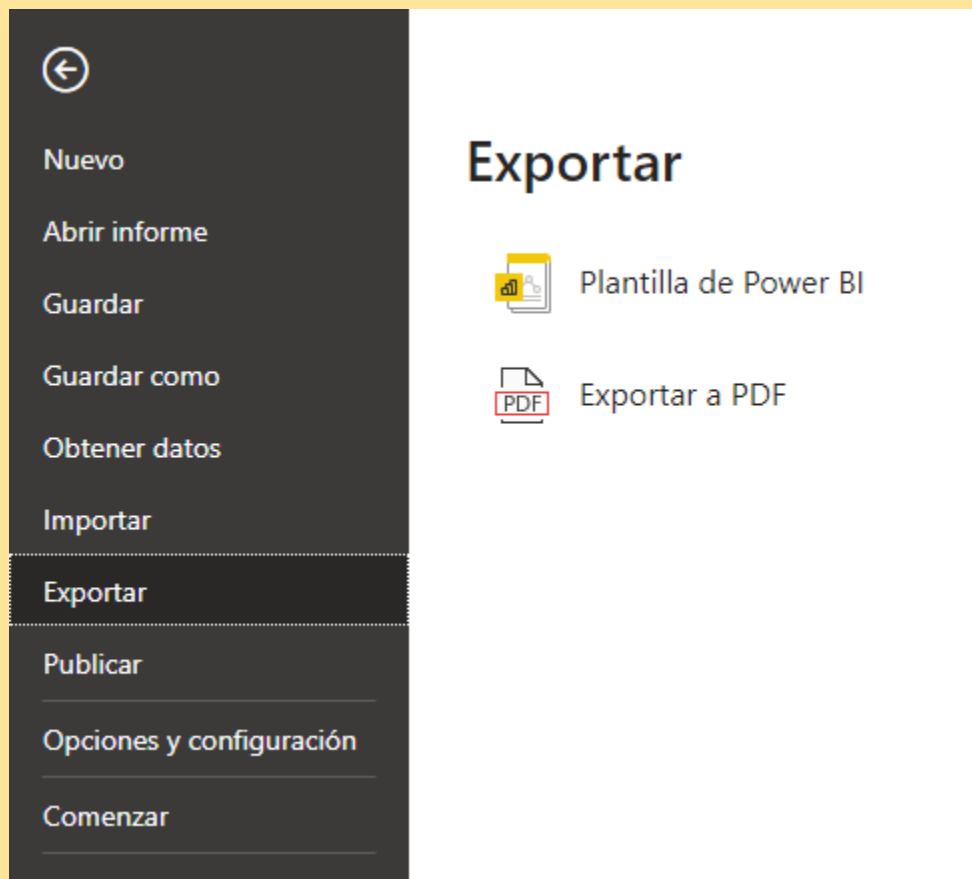 Nuevo
Abrir informe
Guardar
Guardar como
Obtener datos
Importar
Exportar
Publicar
Opciones y configuración
Comenzar
Exportar
Plantilla de Power BI
PDF
Exportar a PDF